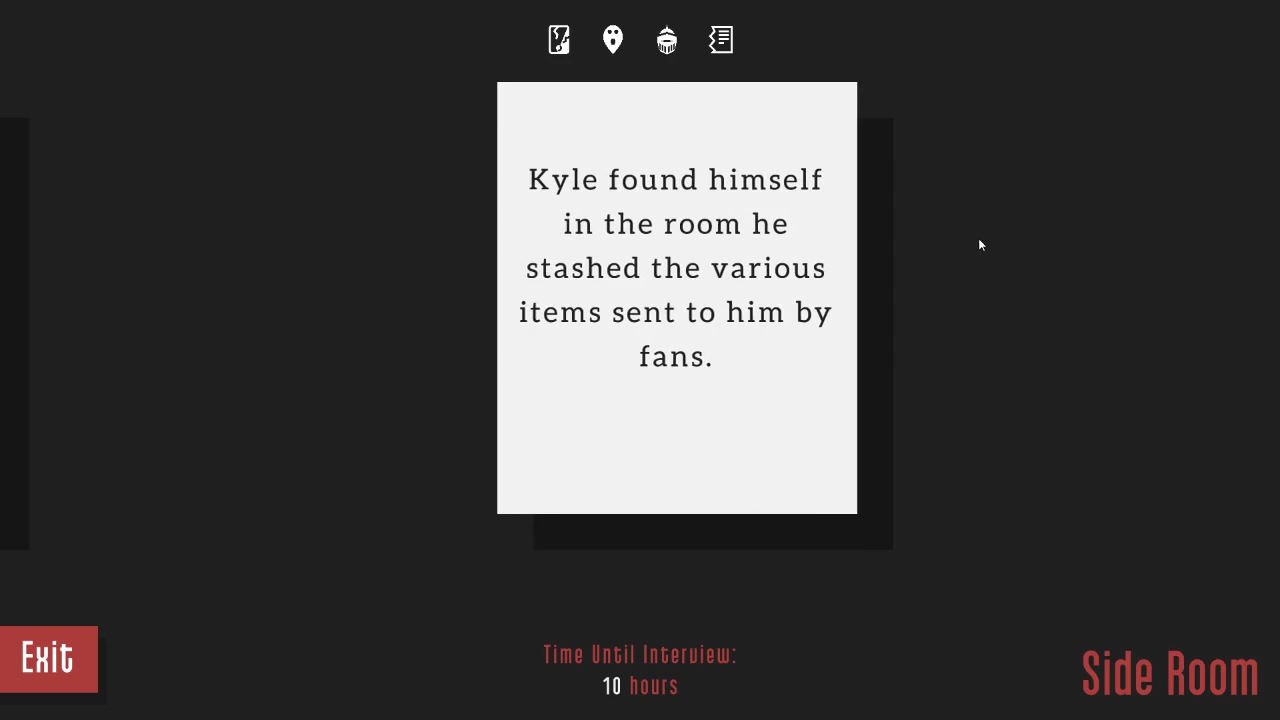 Kyle found himself
in the room he
stashed the various
items sent to him by
fans.
Exit
Time Until Interview:
10 hours
Side Room